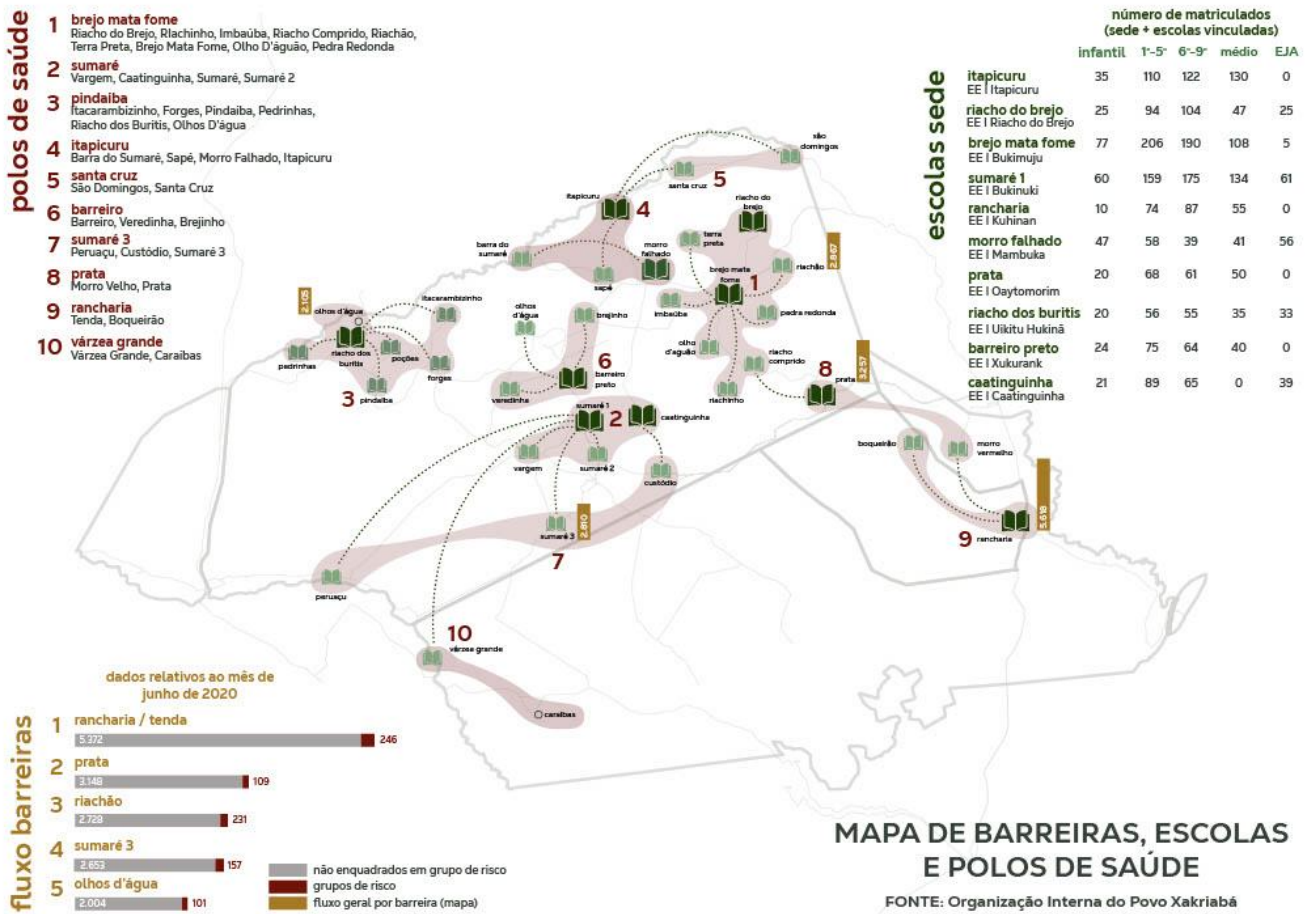 polos de saúde
1 brejo mata fome
Riacho do Brejo, RIachinho, Imbaúba, Riacho Comprido, Riachão,
Terra Preta, Brejo Mata Fome, Olho D'águão, Pedra Redonda
2 sumaré
Vargem, Caatinguinha, Sumaré, Sumaré 2
3 pindaíba
Itacarambizinho, Forges, Pindaíba, Pedrinhas,
Riacho dos Buritis, Olhos D'água
4 itapicuru
Barra do Sumaré, Sapé, Morro Falhado, Itapicuru
5 santa cruz
São Domingos, Santa Cruz
6 barreiro
Barreiro, Veredinha, Brejinho
7 sumaré 3
Peruaçu, Custódio, Sumaré 3
8 prata
Morro Velho, Prata
9 rancharia
Tenda, Boqueirão
10 várzea grande
Várzea Grande, Caraíbas
número de matriculados
(sede + escolas vinculadas)
infantil 1ª-5ª 6ª-9ª médio EJA
escolas sede
itapicuru 35 110 122 130 0
EE I Itapicuru
riacho do brejo 25 94 104 47 25
EE I Riacho do Brejo
brejo mata fome 77 206 190 108 5
EE I Bukimuju
sumaré 1 60 159 175 134 61
EE I Bukinuki
rancharia 10 74 87 55 0
EE I Kuhinan
morro falhado 47 58 39 41 56
EE I Mambuka
prata 20 68 61 50 0
EE I Oaytomorim
riacho dos buritis 20 56 55 35 33
EE I Uikitu Hukinã
barreiro preto 24 75 64 40 0
EE I Xukurank
caatinguinha 21 89 65 0 39
EE I Caatinguinha
são
domingos
santa cruz
5
itapicuru
4
riacho do
brejo
terra
preta
barra do
sumaré
morro
falhado
sapé
brejo mata
fome
1
riachão
2.867
imbaúba
pedra redonda
olho
d'aguão
riacho
comprido
riachinho
2.105
olhos d'água
itacarambizinho
pedrinhas
riacho dos
buritis
poções
forges
3
pindaíba
olhos
d'água
brejinho
6
barreiro
preto
veredinha
8
prata
3.257
sumaré 1
2
caatinguinha
vargem
sumaré 2
custódio
boqueirão
morro
vermelho
sumaré 3
2.810
7
9
rancharia
5.618
peruaçu
10
várzea grande
caraíbas
dados relativos ao mês de
junho de 2020
fluxo barreiras
1 rancharia / tenda
5.372 246
2 prata
3.148 109
3 riachão
2.728 231
4 sumaré 3
2.653 157
5 olhos d'água
2.004 101
não enquadrados em grupo de risco
grupos de risco
fluxo geral por barreira (mapa)
MAPA DE BARREIRAS, ESCOLAS
E POLOS DE SAÚDE
FONTE: Organização Interna do Povo Xakriabá